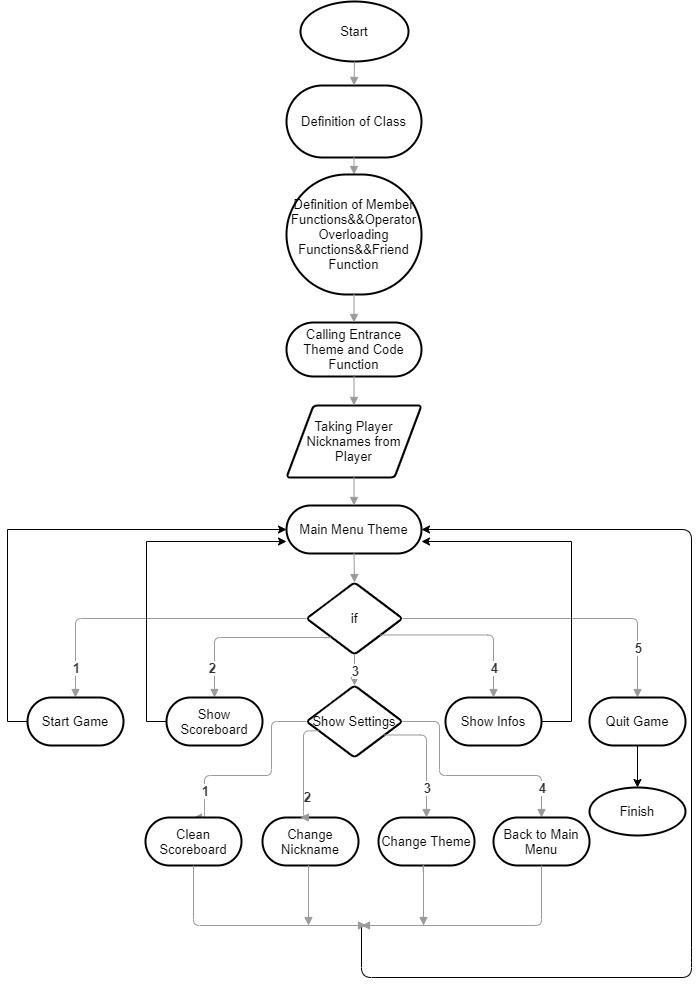 Start
Definition of Class
Definition of Member
Functions&&Operator
Overloading
Functions&&Friend
Function
Calling Entrance
Theme and Code
Function
Taking Player
Nicknames from
Player
Main Menu Theme
if
1
2
3
4
5
Start Game
Show
Scoreboard
Show Settings
Show Infos
Quit Game
1
2
3
4
Clean
Scoreboard
Change
Nickname
Change Theme
Back to Main
Menu
Finish